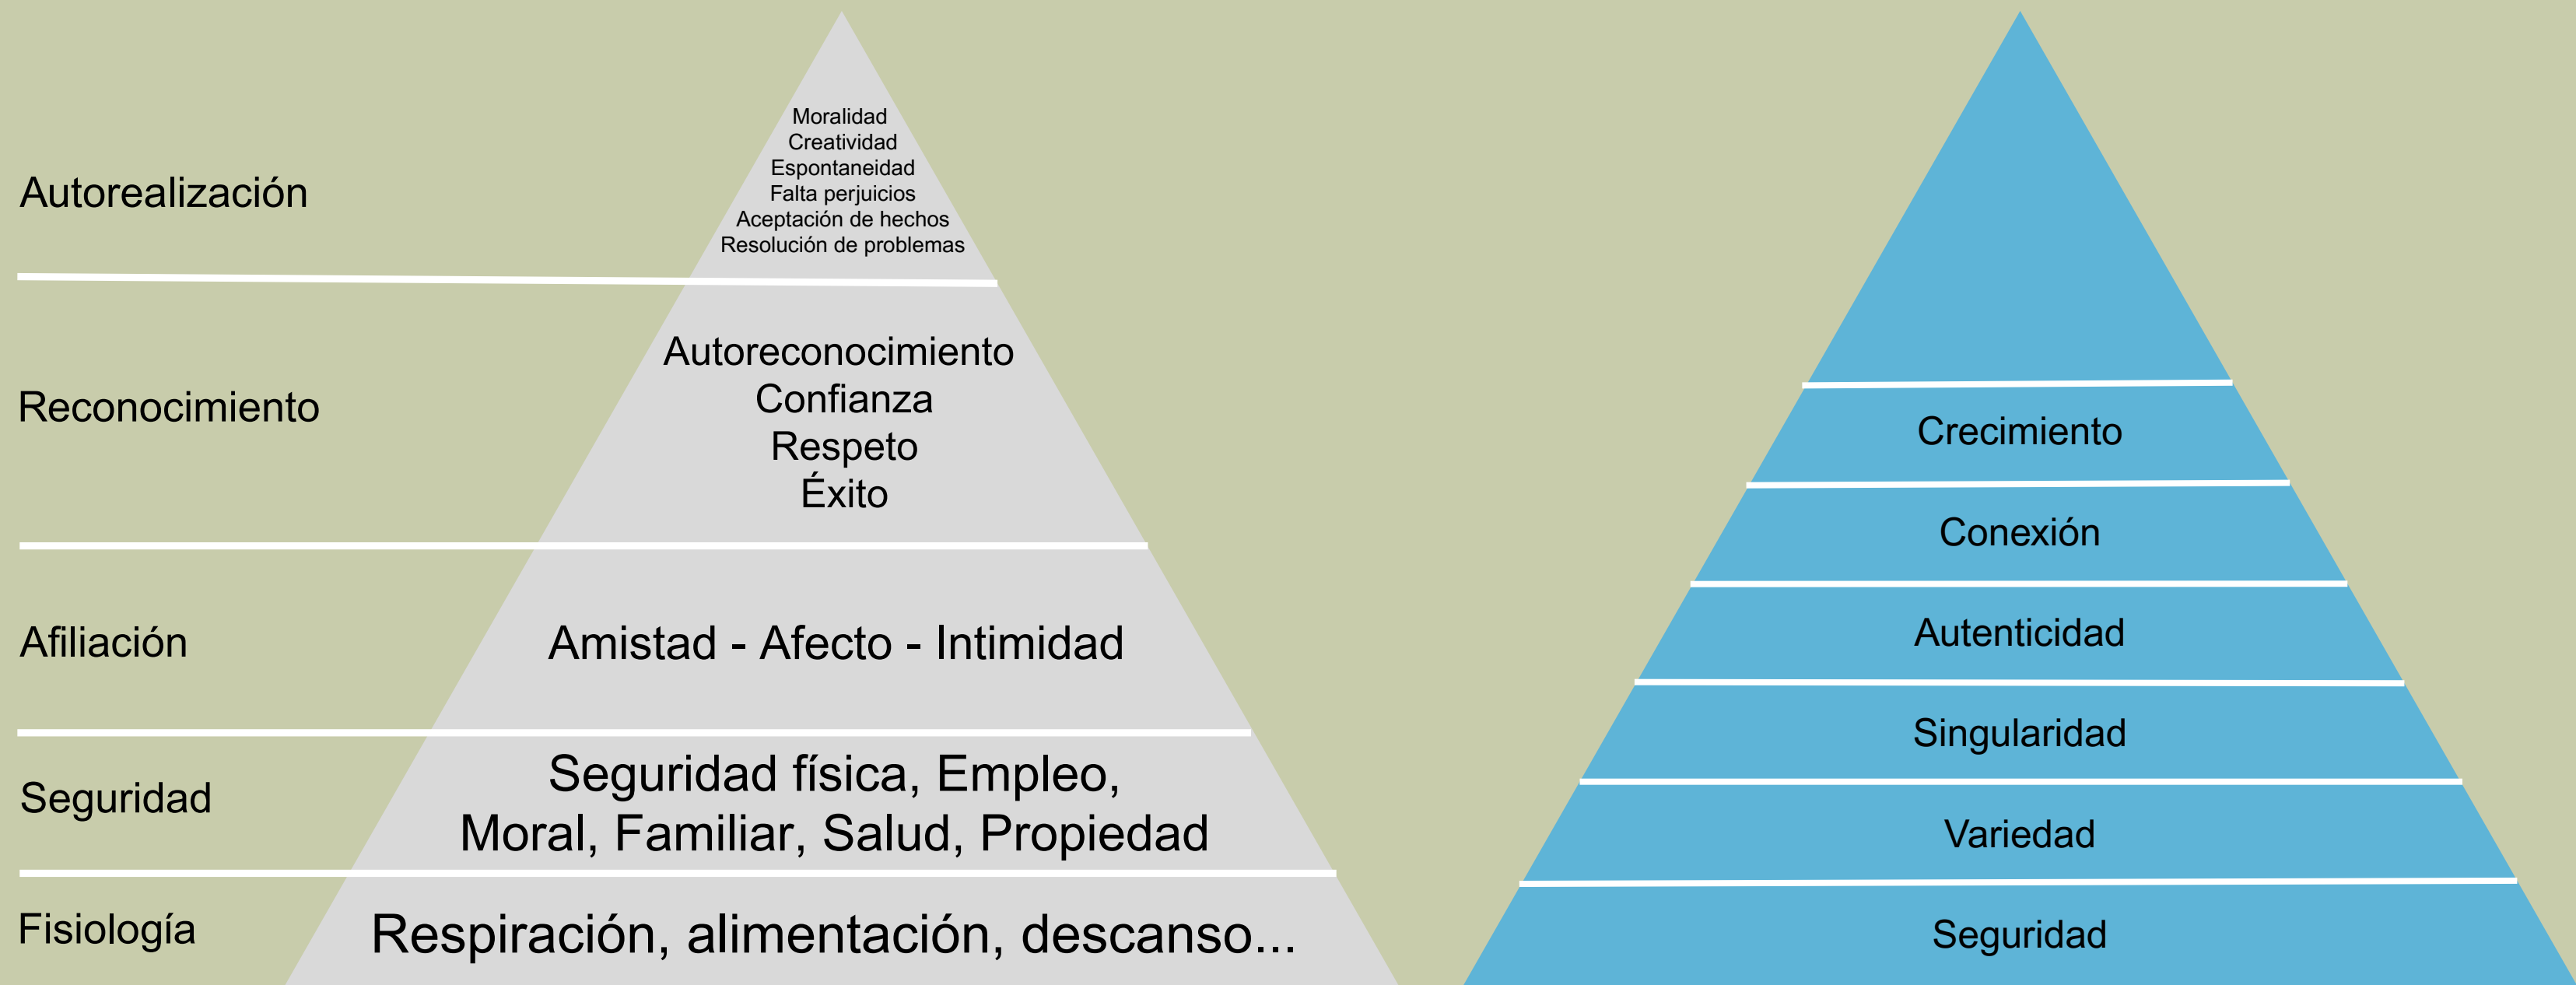 Autorealización
Moralidad
Creatividad
Espontaneidad
Falta perjuicios
Aceptación de hechos
Resolución de problemas
Reconocimiento
Autoreconocimiento
Confianza
Respeto
Éxito
Afiliación
Amistad - Afecto - Intimidad
Seguridad
Seguridad física, Empleo,
Moral, Familiar, Salud, Propiedad
Fisiología
Respiración, alimentación, descanso...
Crecimiento
Conexión
Autenticidad
Singularidad
Variedad
Seguridad